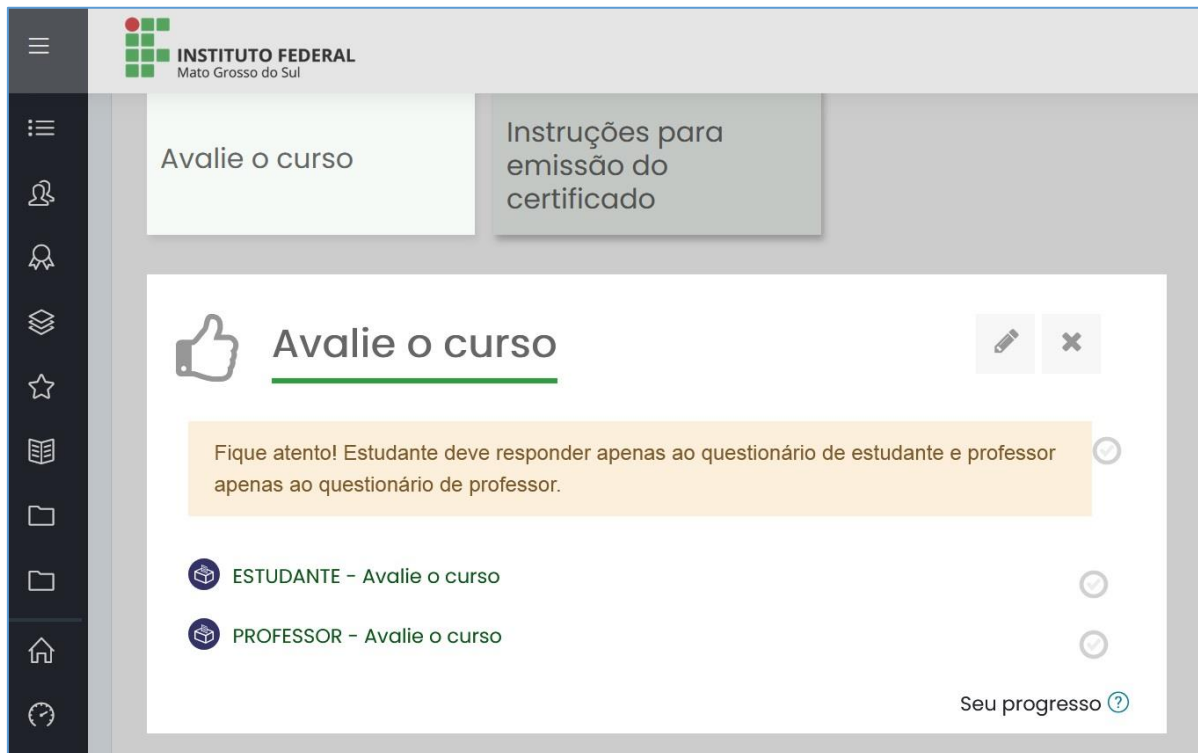 INSTITUTO FEDERAL
Mato Grosso do Sul
Avalie o curso
Instruções para
emissão do
certificado
Avalie o curso
Fique atento! Estudante deve responder apenas ao questionário de estudante e professor
apenas ao questionário de professor.
ESTUDANTE - Avalie o curso
PROFESSOR - Avalie o curso
Seu progresso ?